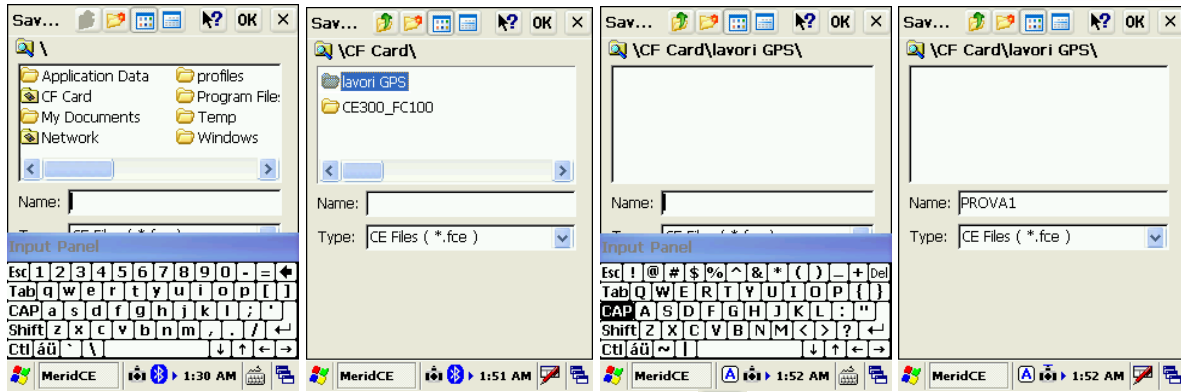 Sav... ? OK ×
\
Application Data profiles
CF Card Program File:
My Documents Temp
Network Windows
Name:
Input Panel
Esc 1 2 3 4 5 6 7 8 9 0 - =
Tab q w e r t y u i o p [ ]
CAP a s d f g h j k l ; '
Shift z x c v b n m , . /
Ctl áü ` \
MeridCE 1:30 AM
Sav... ? OK ×
\CF Card\
lavori GPS
CE300_FC100
Name:
Type: CE Files ( *.fce )
MeridCE 1:51 AM
Sav... ? OK ×
\CF Card\lavori GPS\
Name:
Input Panel
Esc ! @ # $ % ^ & * ( ) _ + Del
Tab Q W E R T Y U I O P { }
CAP A S D F G H J K L : "
Shift Z X C V B N M < > ?
Ctl áü ~ |
MeridCE A 1:52 AM
Sav... ? OK ×
\CF Card\lavori GPS\
Name: PROVA1
Type: CE Files ( *.fce )
MeridCE A 1:52 AM